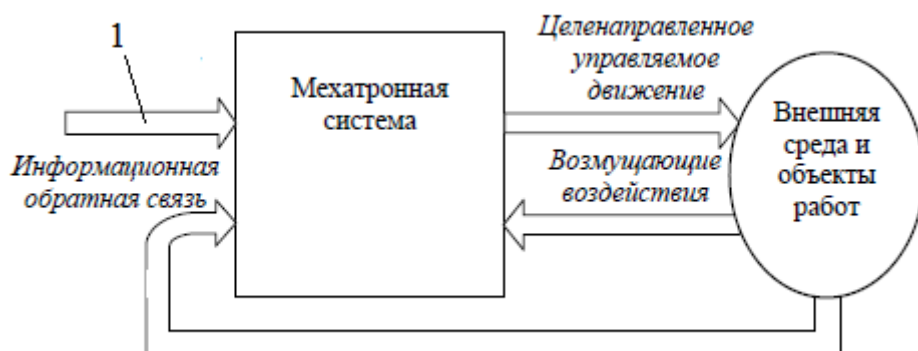 1
Мехатронная
система
Целенаправленное
управляемое
движение
Внешняя
среда и
объекты
работ
Информационная
обратная связь
Возмущающие
воздействия